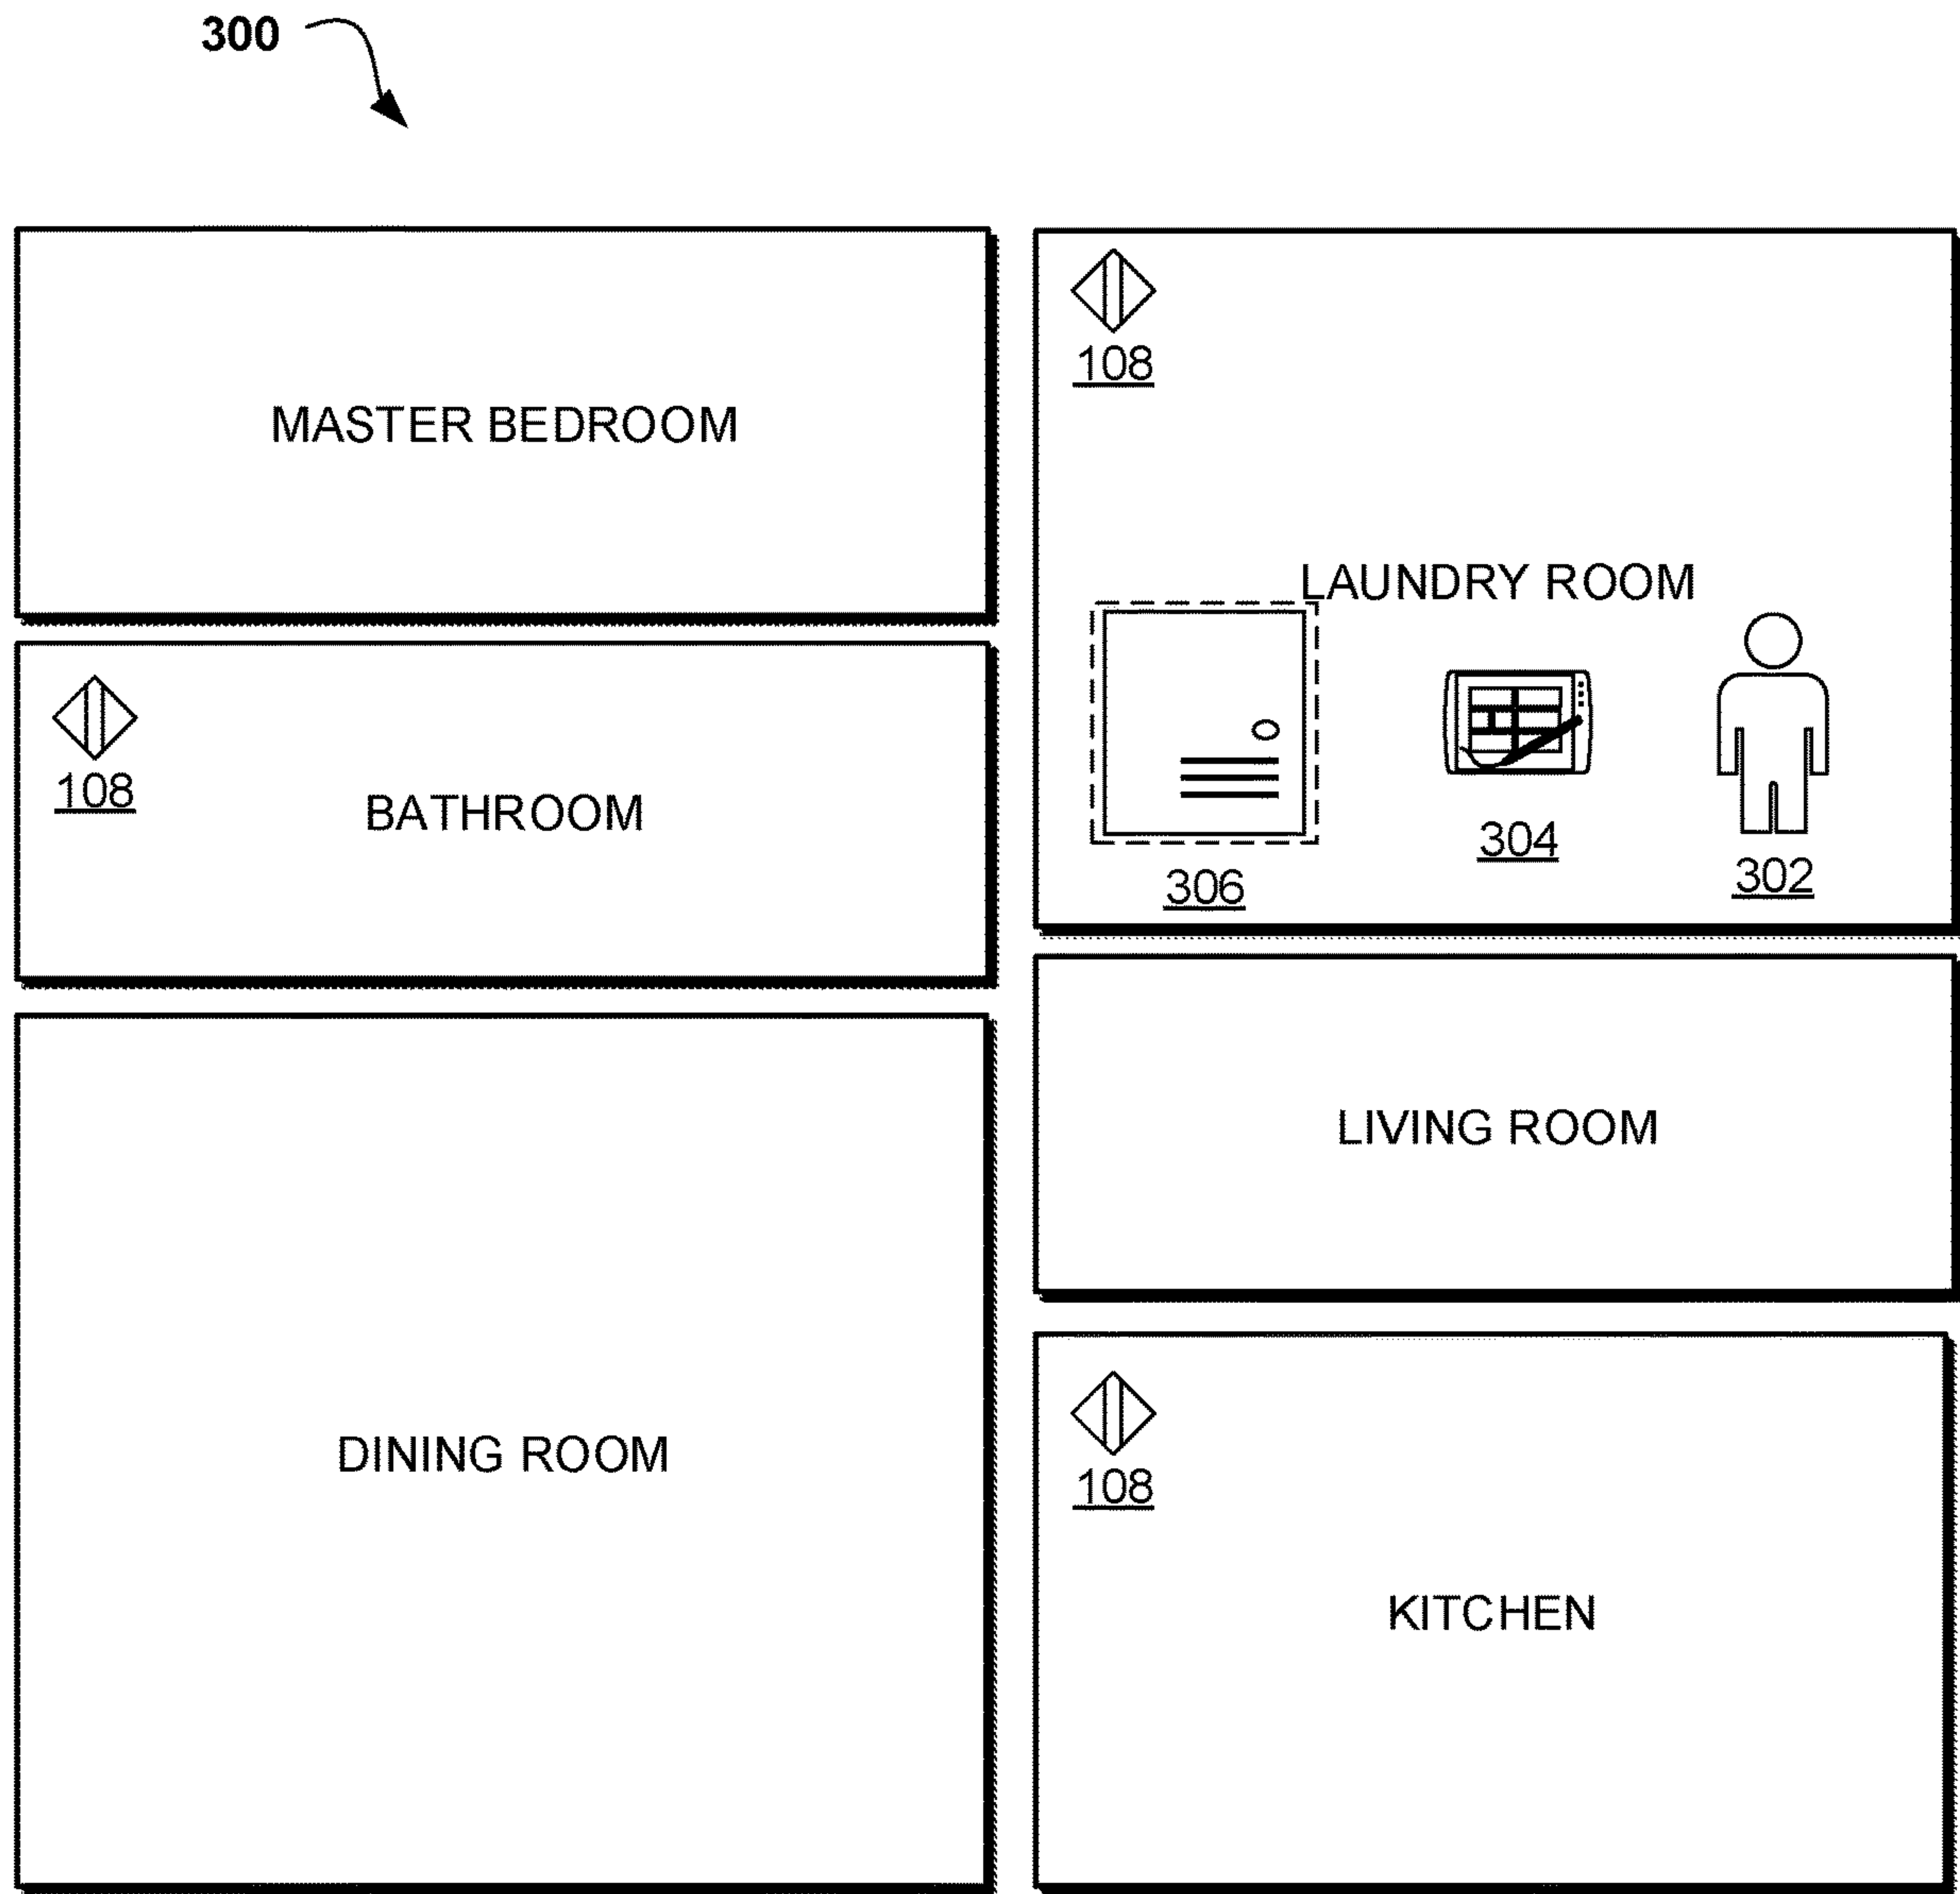 300
MASTER BEDROOM
108
LAUNDRY ROOM
306
304
302
108
BATHROOM
LIVING ROOM
DINING ROOM
108
KITCHEN